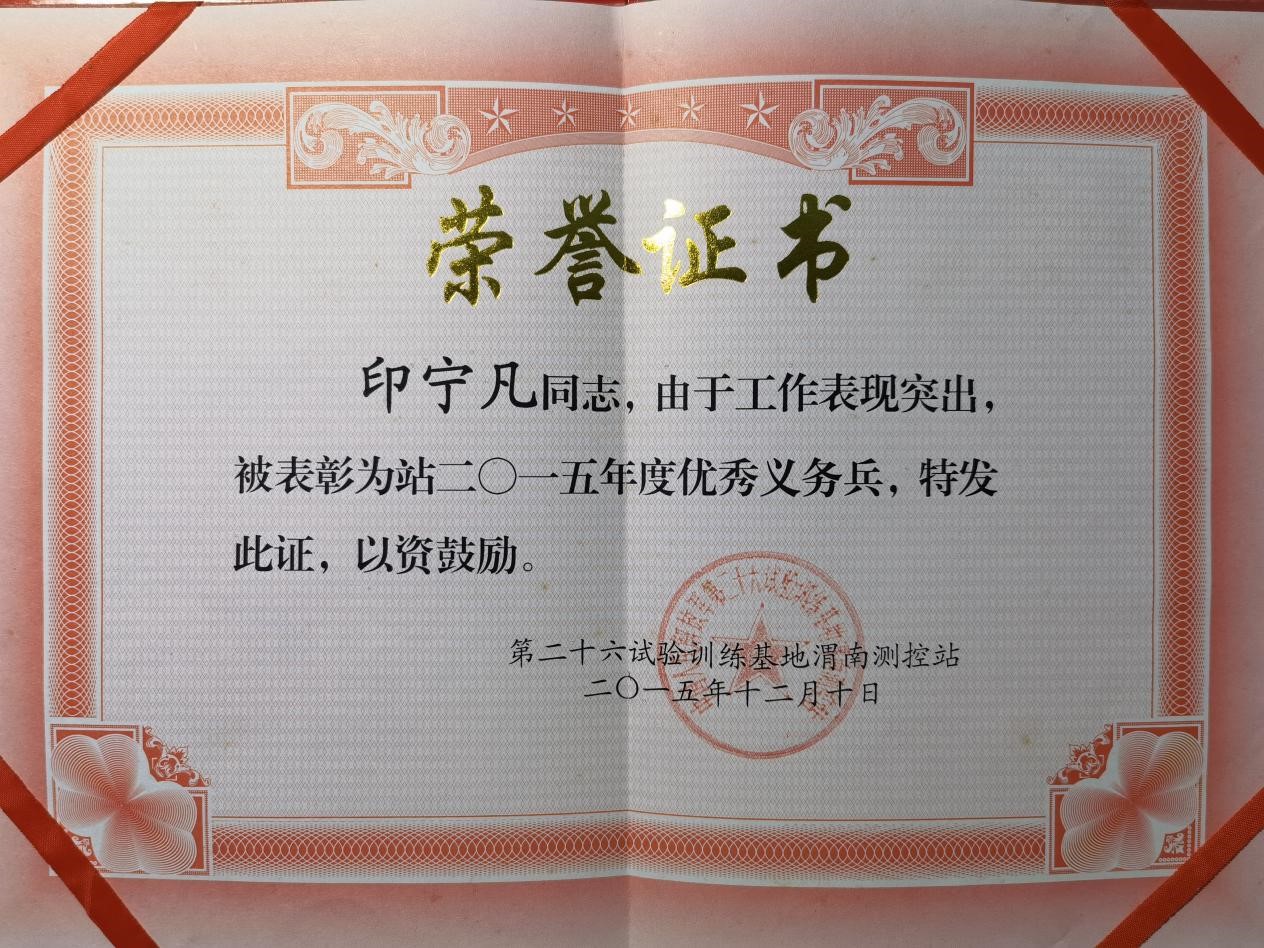 荣誉证书
印宁凡同志，由于工作表现突出，
被表彰为站二〇一五年度优秀义务兵，特发
此证，以资鼓励。
第二十六试验训练基地渭南测控站
二〇一五年十二月十日